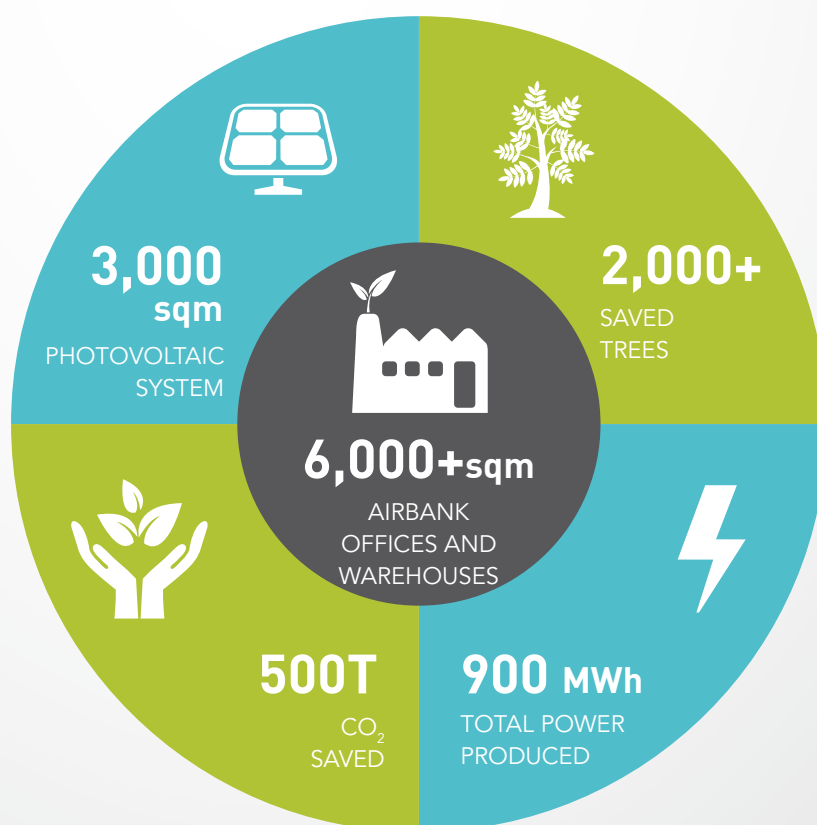 3,000
sqm
PHOTOVOLTAIC
SYSTEM
2,000+
SAVED
TREES
6,000+sqm
AIRBANK
OFFICES AND
WAREHOUSES
500T
CO₂
SAVED
900 MWh
TOTAL POWER
PRODUCED